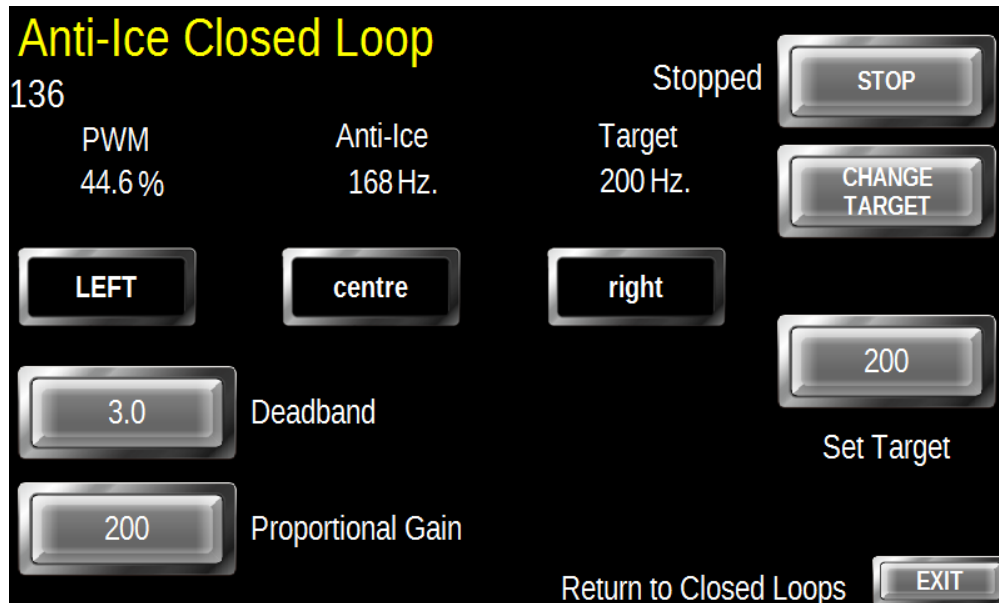 Anti-Ice Closed Loop
136
Stopped
STOP
PWM
Anti-Ice
Target
44.6 %
168 Hz.
200 Hz.
CHANGE
TARGET
LEFT
centre
right
200
Set Target
3.0
Deadband
200
Proportional Gain
Return to Closed Loops
EXIT